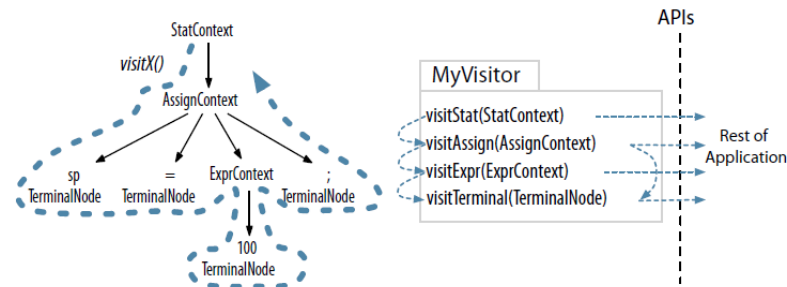 APIs
StatContext
visitX()
AssignContext
sp
TerminalNode
=
TerminalNode
ExprContext
;
TerminalNode
100
TerminalNode
MyVisitor
visitStat(StatContext)
visitAssign(AssignContext)
visitExpr(ExprContext)
visitTerminal(TerminalNode)
Rest of
Application